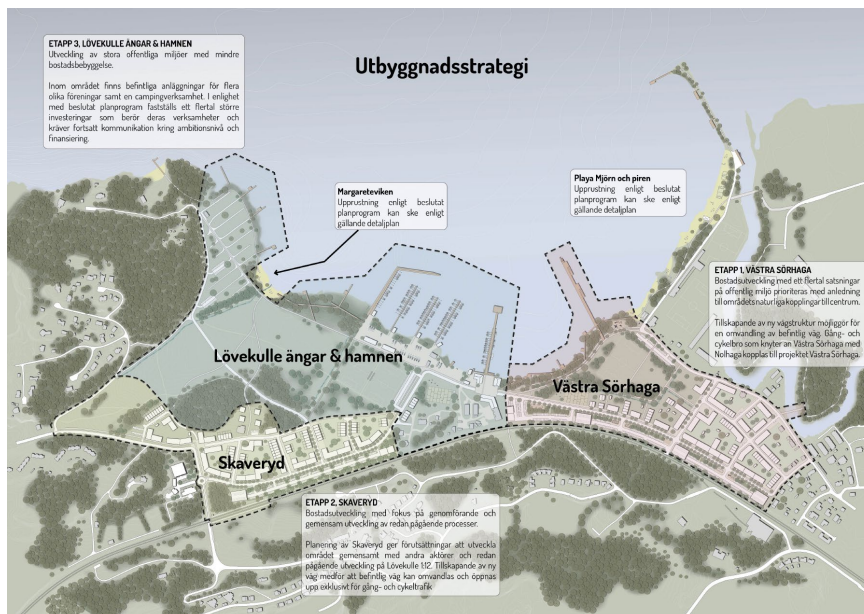 Utbyggnadsstrategi
ETAPP 3, LÖVEKULLE ÄNGAR & HAMNEN
Utveckling av stora offentliga miljöer med mindre
bostadsbebyggelse.
Inom området finns befintliga anläggningar för flera
olika föreningar samt en campingverksamhet. I enlighet
med beslutat planprogram fastställs ett flertal större
investeringar som berör deras verksamheter och
kräver fortsatt kommunikation kring ambitionsnivå och
finansiering.
Margareteviken
Upprustning enligt beslutat
planprogram kan ske enligt
gällande detaljplan
Playa Mjörn och piren
Upprustning enligt beslutat
planprogram kan ske enligt
gällande detaljplan
ETAPP 1, VÄSTRA SÖRHAGA
Bostadsutveckling med ett flertal satsningar
på offentlig miljö prioriteras med anledning
till områdets naturliga kopplingar till centrum.
Tillskapande av ny vägstruktur möjliggör för
en omvandling av befintlig väg. Gång- och
cykelbro som knyter an Västra Sörhaga med
Nolhaga kopplas till projektet Västra Sörhaga.
Lövekulle ängar & hamnen
Västra Sörhaga
Skaveryd
ETAPP 2, SKAVERYD
Bostadsutveckling med fokus på genomförande och
gemensam utveckling av redan pågående processer.
Planering av Skaveryd ger förutsättningar att utveckla
området gemensamt med andra aktörer och redan
pågående utveckling på Lövekulle 1:12. Tillskapande av ny
väg medför att befintlig väg kan omvandlas och öppnas
upp exklusivt för gång- och cykeltrafik